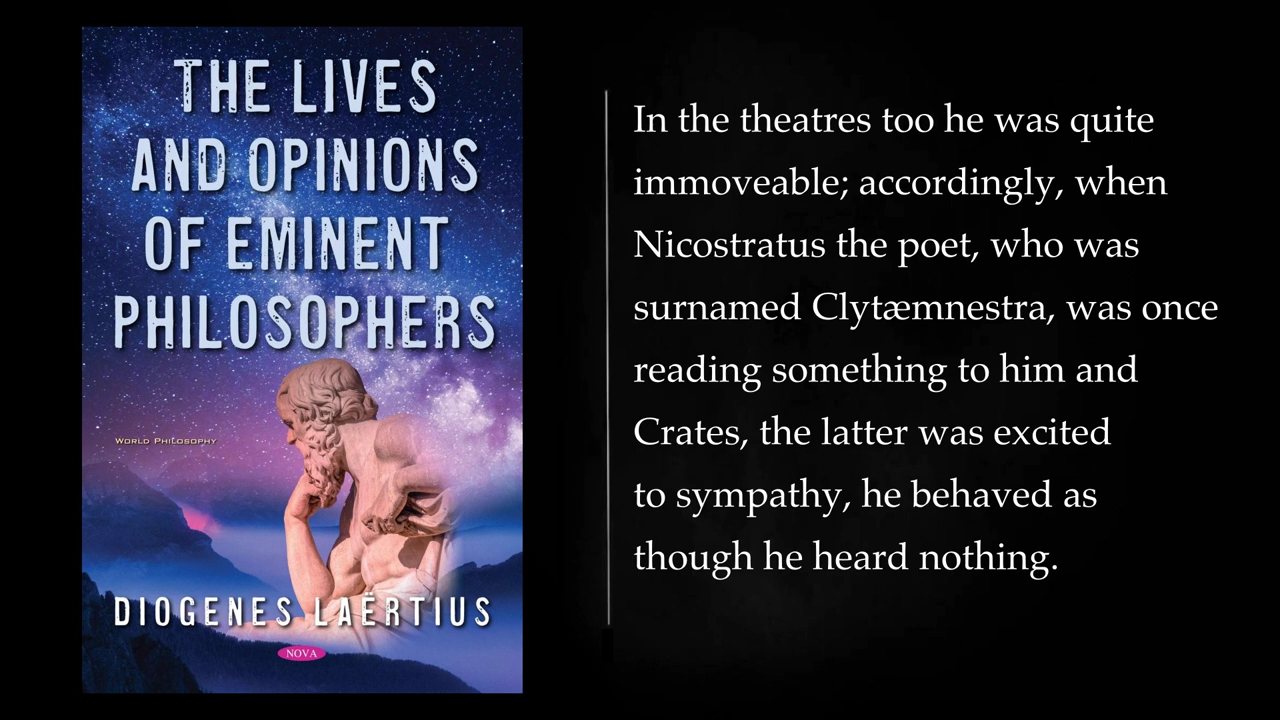 THE LIVES
AND OPINIONS
OF EMINENT
PHILOSOPHERS
WORLD PHILOSOPHY
DIOGENES LAËRTIUS
NOVA
In the theatres too he was quite
immoveable; accordingly, when
Nicostratus the poet, who was
surnamed Clytæmnestra, was once
reading something to him and
Crates, the latter was excited
to sympathy, he behaved as
though he heard nothing.